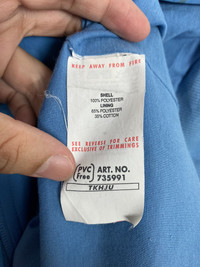 KEEP AWAY FROM FIRE
SHELL
100% POLYESTER
LINING
65% POLYESTER
35% COTTON
SEE REVERSE FOR CARE
EXCLUSIVE OF TRIMMINGS
PVC Free
ART. NO.
735991
TKHJU